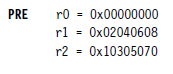 PRE r0 = 0x00000000
r1 = 0x02040608
r2 = 0x10305070